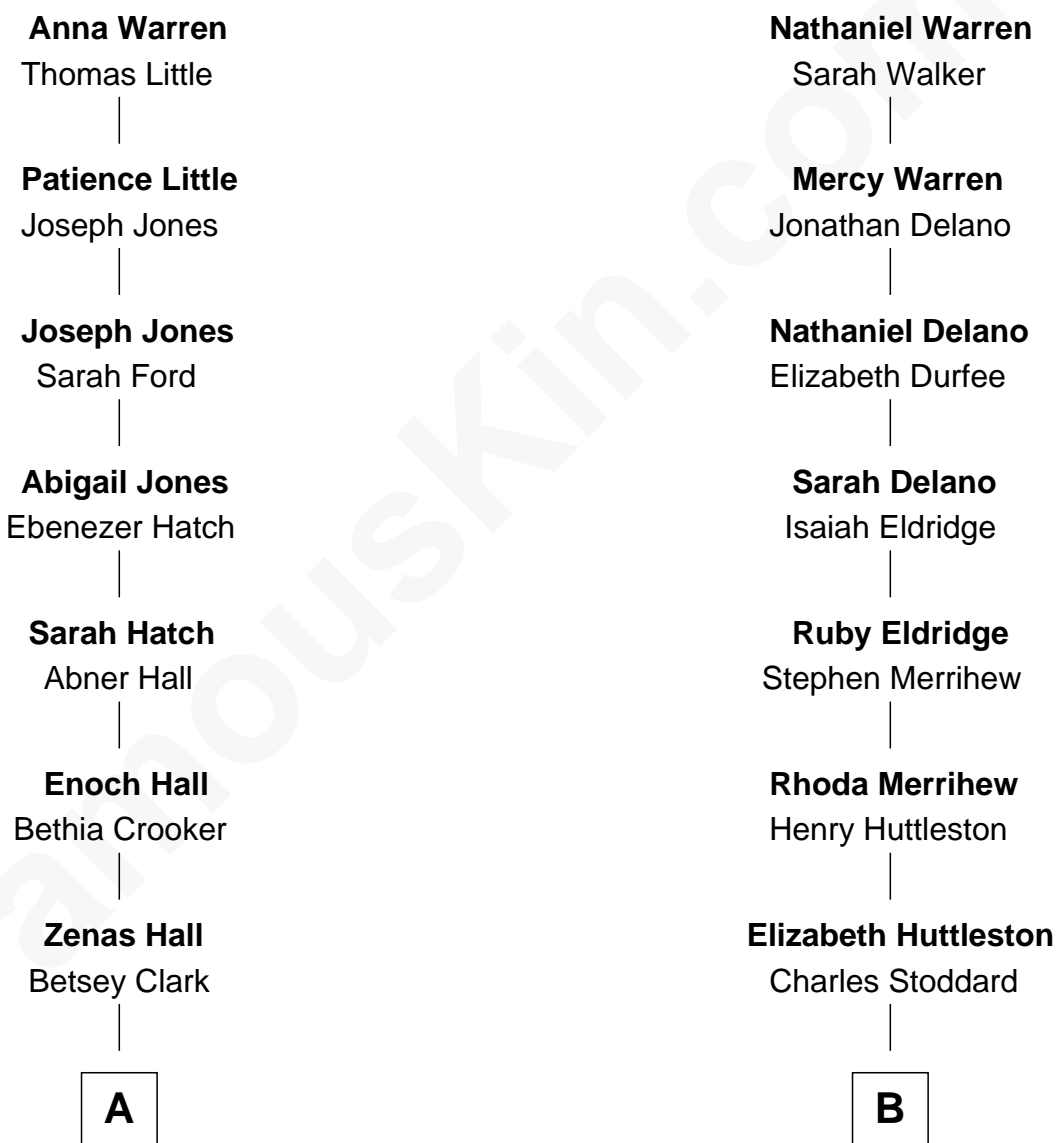 Anna Warren
Thomas Little
Patience Little
Joseph Jones
Joseph Jones
Sarah Ford
Abigail Jones
Ebenezer Hatch
Sarah Hatch
Abner Hall
Enoch Hall
Bethia Crooker
Zenas Hall
Betsey Clark
A
Nathaniel Warren
Sarah Walker
Mercy Warren
Jonathan Delano
Nathaniel Delano
Elizabeth Durfee
Sarah Delano
Isaiah Eldridge
Ruby Eldridge
Stephen Merrihew
Rhoda Merrihew
Henry Huttleston
Elizabeth Huttleston
Charles Stoddard
B
amouskin.com